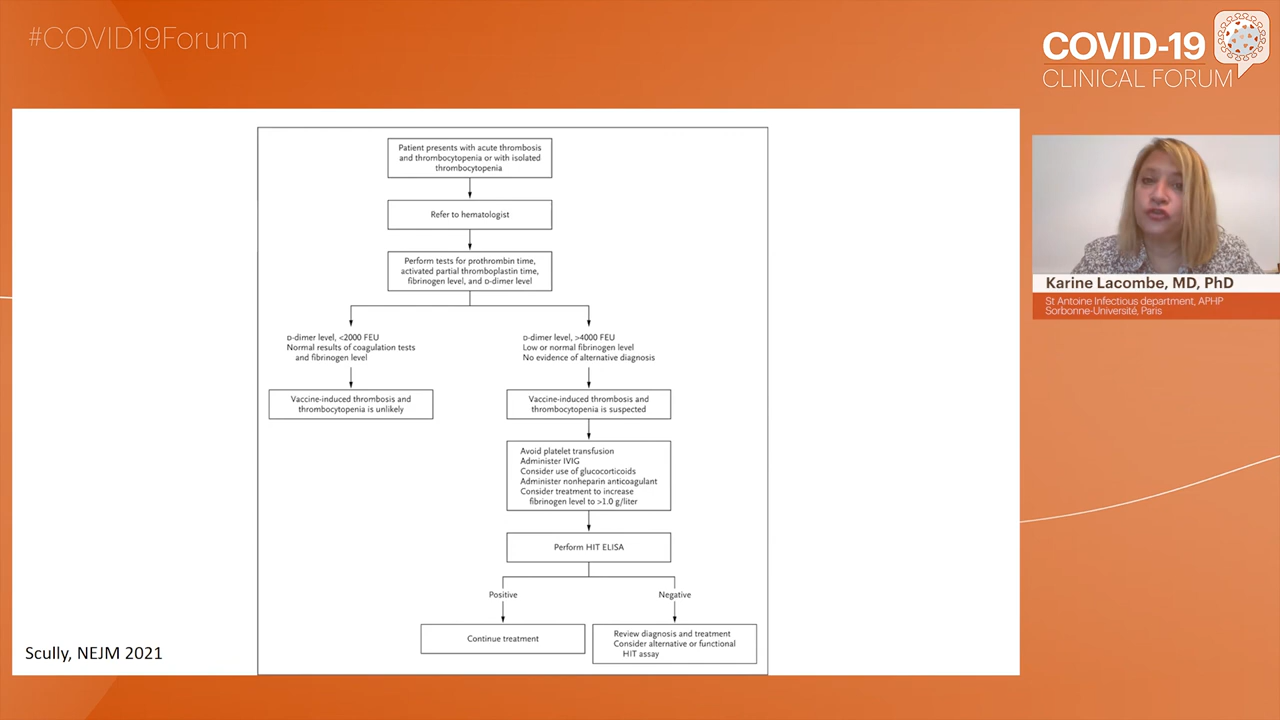 #COVID19Forum
COVID-19
CLINICAL FORUM
Patient presents with acute thrombosis
and thrombocytopenia or with isolated
thrombocytopenia
Refer to hematologist
Perform tests for prothrombin time,
activated partial thromboplastin time,
fibrinogen level, and D-dimer level
D-dimer level, <2000 FEU
Normal results of coagulation tests
and fibrinogen level
D-dimer level, >4000 FEU
Low or normal fibrinogen level
No evidence of alternative diagnosis
Vaccine-induced thrombosis and
thrombocytopenia is unlikely
Vaccine-induced thrombosis and
thrombocytopenia is suspected
Avoid platelet transfusion
Administer IVIG
Consider use of glucocorticoids
Administer nonheparin anticoagulant
Consider treatment to increase
fibrinogen level to >1.0 g/liter
Perform HIT ELISA
Positive
Negative
Continue treatment
Review diagnosis and treatment
Consider alternative or functional
HIT assay
Scully, NEJM 2021
Karine Lacombe, MD, PhD
St Antoine Infectious department, APHP
Sorbonne-Université, Paris